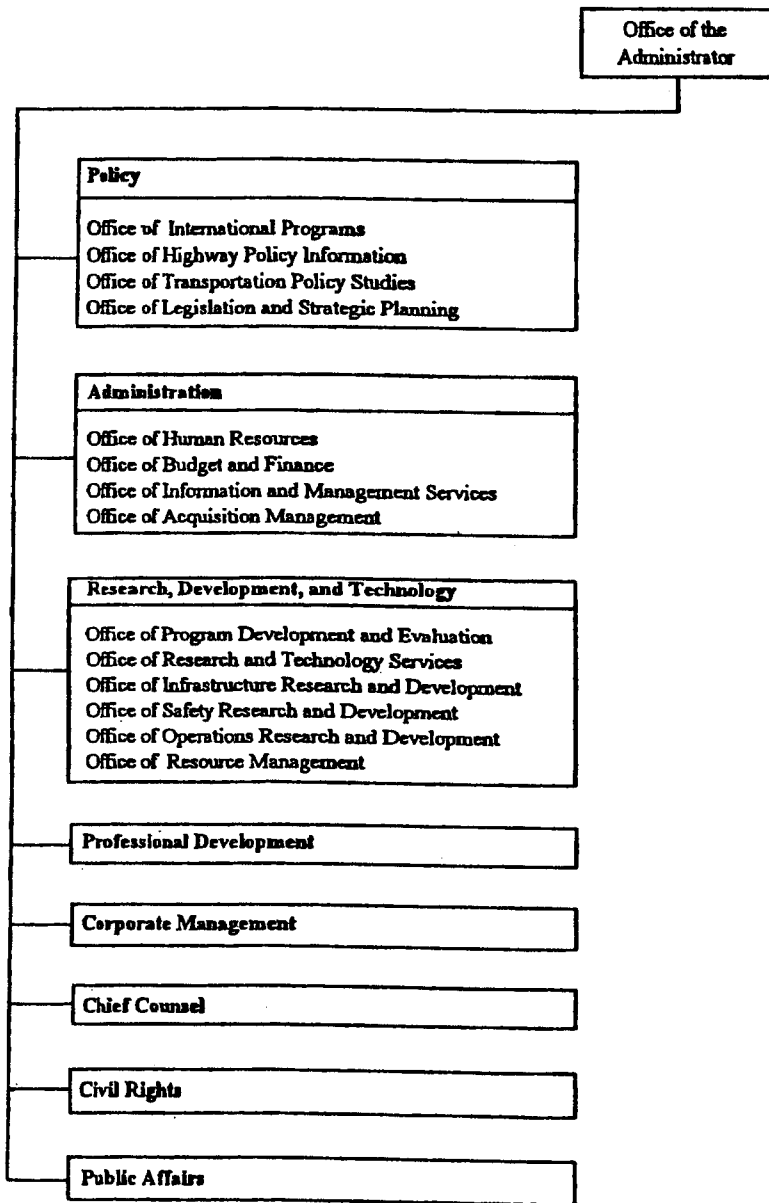 Office of the
Administrator
Policy
Office of International Programs
Office of Highway Policy Information
Office of Transportation Policy Studies
Office of Legislation and Strategic Planning
Administration
Office of Human Resources
Office of Budget and Finance
Office of Information and Management Services
Office of Acquisition Management
Research, Development, and Technology
Office of Program Development and Evaluation
Office of Research and Technology Services
Office of Infrastructure Research and Development
Office of Safety Research and Development
Office of Operations Research and Development
Office of Resource Management
Professional Development
Corporate Management
Chief Counsel
Civil Rights
Public Affairs